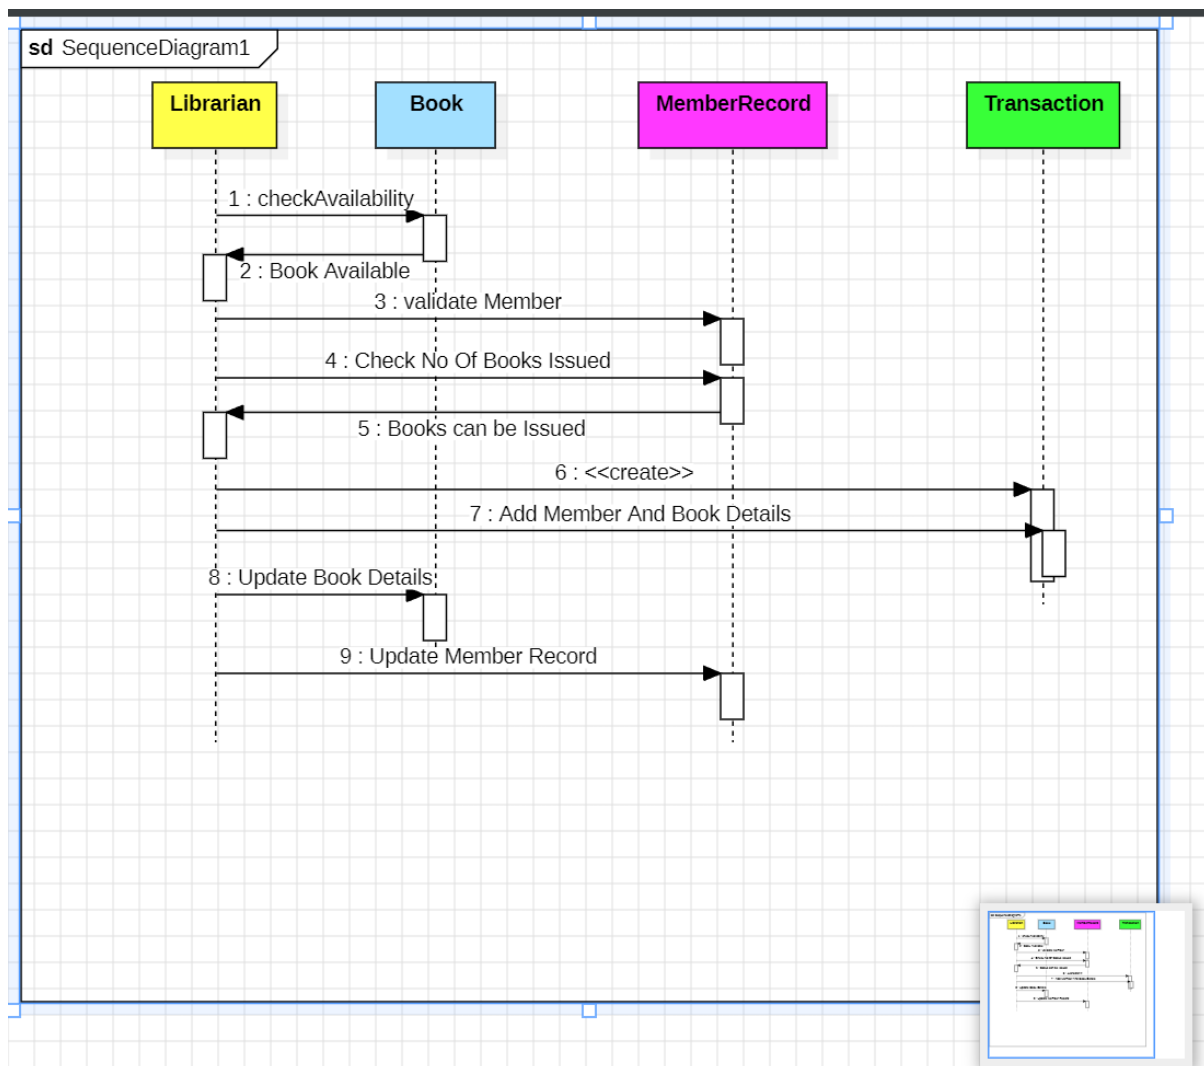 sd SequenceDiagram1
Librarian
Book
MemberRecord
Transaction
1 : checkAvailability
2 : Book Available
3 : validate Member
4 : Check No Of Books Issued
5 : Books can be Issued
6 : <<create>>
7 : Add Member And Book Details
8 : Update Book Details
9 : Update Member Record